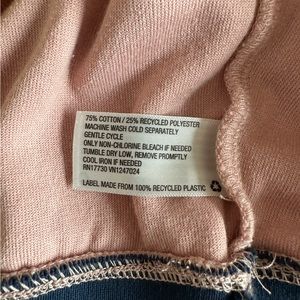 75% COTTON / 25% RECYCLED POLYESTER
MACHINE WASH COLD SEPARATELY
GENTLE CYCLE
ONLY NON-CHLORINE BLEACH IF NEEDED
TUMBLE DRY LOW, REMOVE PROMPTLY
COOL IRON IF NEEDED
RN17730 VN1247024
LABEL MADE FROM 100% RECYCLED PLASTIC